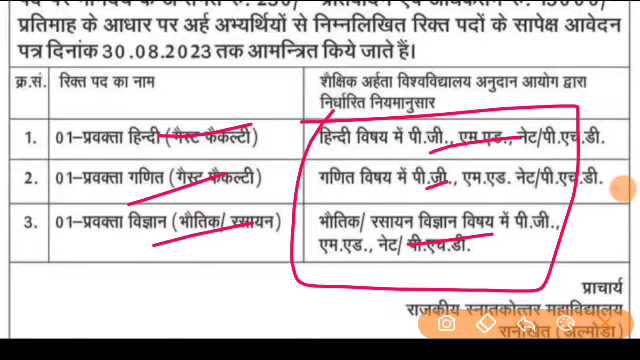 प्रतिमाह के आधार पर अर्ह अभ्यर्थियों से निम्नलिखित रिक्त पदों के सापेक्ष आवेदन
पत्र दिनांक 30.08.2023 तक आमन्त्रित किये जाते हैं।
क्र.सं. रिक्त पद का नाम शैक्षिक अर्हता विश्वविद्यालय अनुदान आयोग द्वारा
निर्धारित नियमानुसार
1. 01–प्रवक्ता हिन्दी (गैस्ट फैकल्टी) हिन्दी विषय में पी.जी., एम.एड., नेट/पी.एच.डी.
2. 01–प्रवक्ता गणित (गैस्ट फैकल्टी) गणित विषय में पी.जी., एम.एड. नेट/पी.एच.डी.
3. 01–प्रवक्ता विज्ञान (भौतिक/रसायन) भौतिक/ रसायन विज्ञान विषय में पी.जी.,
एम.एड., नेट/ पी.एच.डी.
प्राचार्य
राजकीय स्नातकोत्तर महाविद्यालय
रानीखेत (अल्मोड़ा)